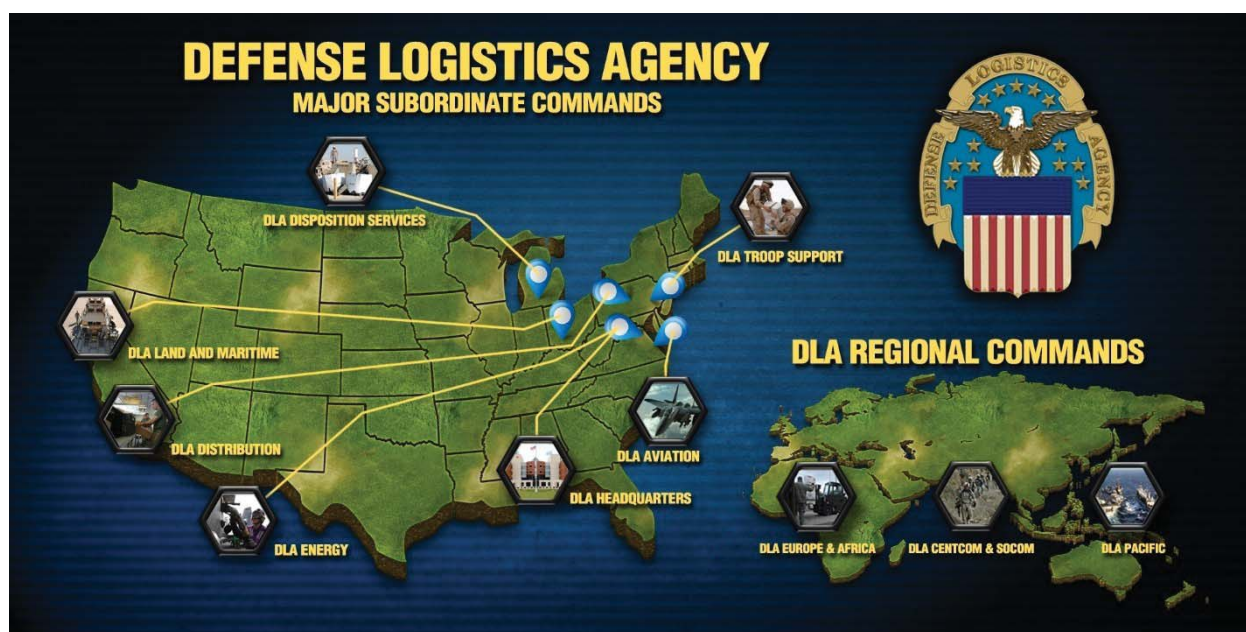 DEFENSE LOGISTICS AGENCY
MAJOR SUBORDINATE COMMANDS
DLA DISPOSITION SERVICES
DLA TROOP SUPPORT
DLA LAND AND MARITIME
DLA DISTRIBUTION
DLA AVIATION
DLA HEADQUARTERS
DLA ENERGY
DEFENSE
LOGISTICS
AGENCY
DLA REGIONAL COMMANDS
DLA EUROPE & AFRICA
DLA CENTCOM & SOCOM
DLA PACIFIC